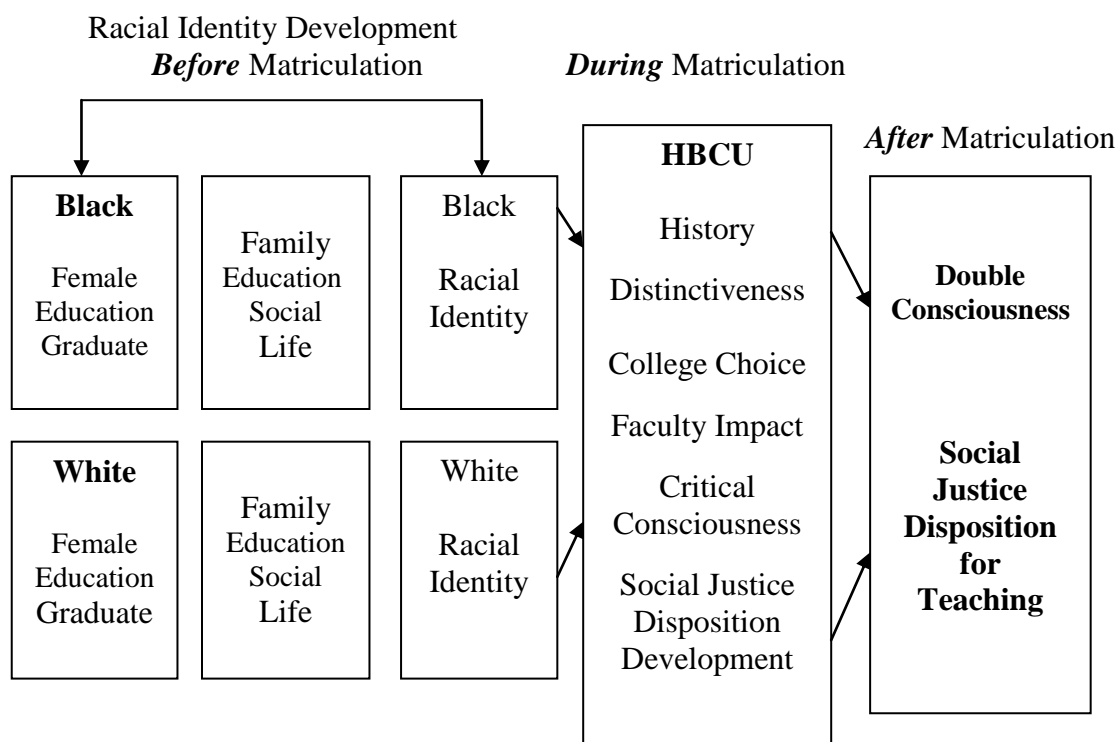 Racial Identity Development
Before Matriculation
During Matriculation
After Matriculation
Black
Female
Education
Graduate
Family
Education
Social
Life
Black
Racial
Identity
White
Female
Education
Graduate
Family
Education
Social
Life
White
Racial
Identity
HBCU
History
Distinctiveness
College Choice
Faculty Impact
Critical
Consciousness
Social Justice
Disposition
Development
Double
Consciousness
Social
Justice
Disposition
for
Teaching